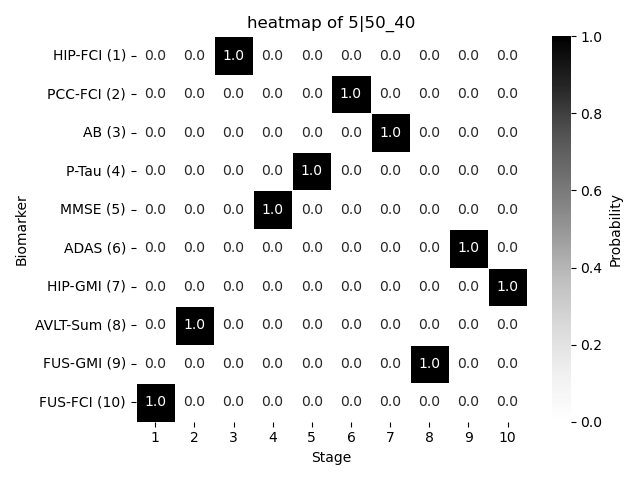 heatmap of 5|50_40
HIP-FCI (1) 0.0 0.0 1.0 0.0 0.0 0.0 0.0 0.0 0.0 0.0
PCC-FCI (2) 0.0 0.0 0.0 0.0 0.0 1.0 0.0 0.0 0.0 0.0
AB (3) 0.0 0.0 0.0 0.0 0.0 0.0 1.0 0.0 0.0 0.0
P-Tau (4) 0.0 0.0 0.0 0.0 1.0 0.0 0.0 0.0 0.0 0.0
MMSE (5) 0.0 0.0 0.0 1.0 0.0 0.0 0.0 0.0 0.0 0.0
ADAS (6) 0.0 0.0 0.0 0.0 0.0 0.0 0.0 0.0 1.0 0.0
HIP-GMI (7) 0.0 0.0 0.0 0.0 0.0 0.0 0.0 0.0 0.0 1.0
AVLT-Sum (8) 0.0 1.0 0.0 0.0 0.0 0.0 0.0 0.0 0.0 0.0
FUS-GMI (9) 0.0 0.0 0.0 0.0 0.0 0.0 0.0 1.0 0.0 0.0
FUS-FCI (10) 1.0 0.0 0.0 0.0 0.0 0.0 0.0 0.0 0.0 0.0
1 2 3 4 5 6 7 8 9 10
Stage
Biomarker
1.0
0.8
0.6
0.4
0.2
0.0
Probability